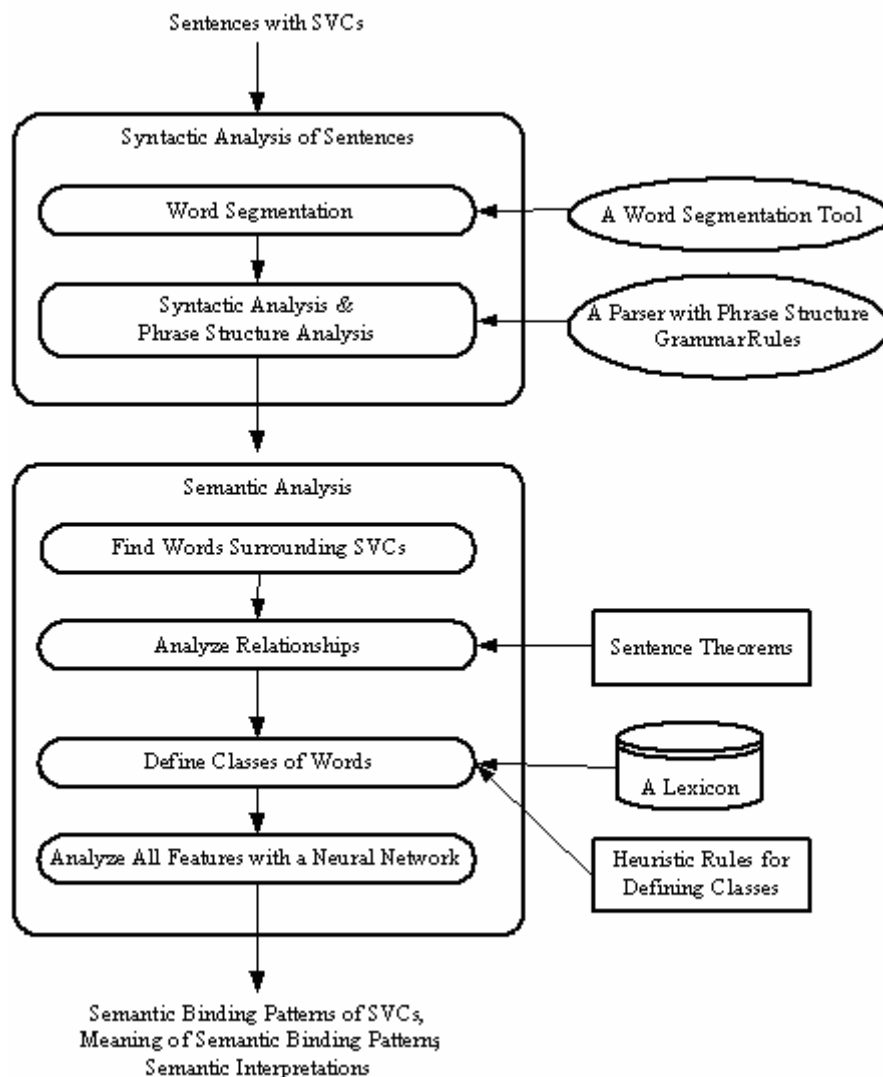 Sentences with SVCs
Syntactic Analysis of Sentences
Word Segmentation
A Word Segmentation Tool
Syntactic Analysis &
Phrase Structure Analysis
A Parser with Phrase Structure
Grammar Rules
Semantic Analysis
Find Words Surrounding SVCs
Analyze Relationships
Sentence Theorems
Define Classes of Words
A Lexicon
Analyze All Features with a Neural Network
Heuristic Rules for
Defining Classes
Semantic Binding Patterns of SVCs,
Meaning of Semantic Binding Pattern,
Semantic Interpretations